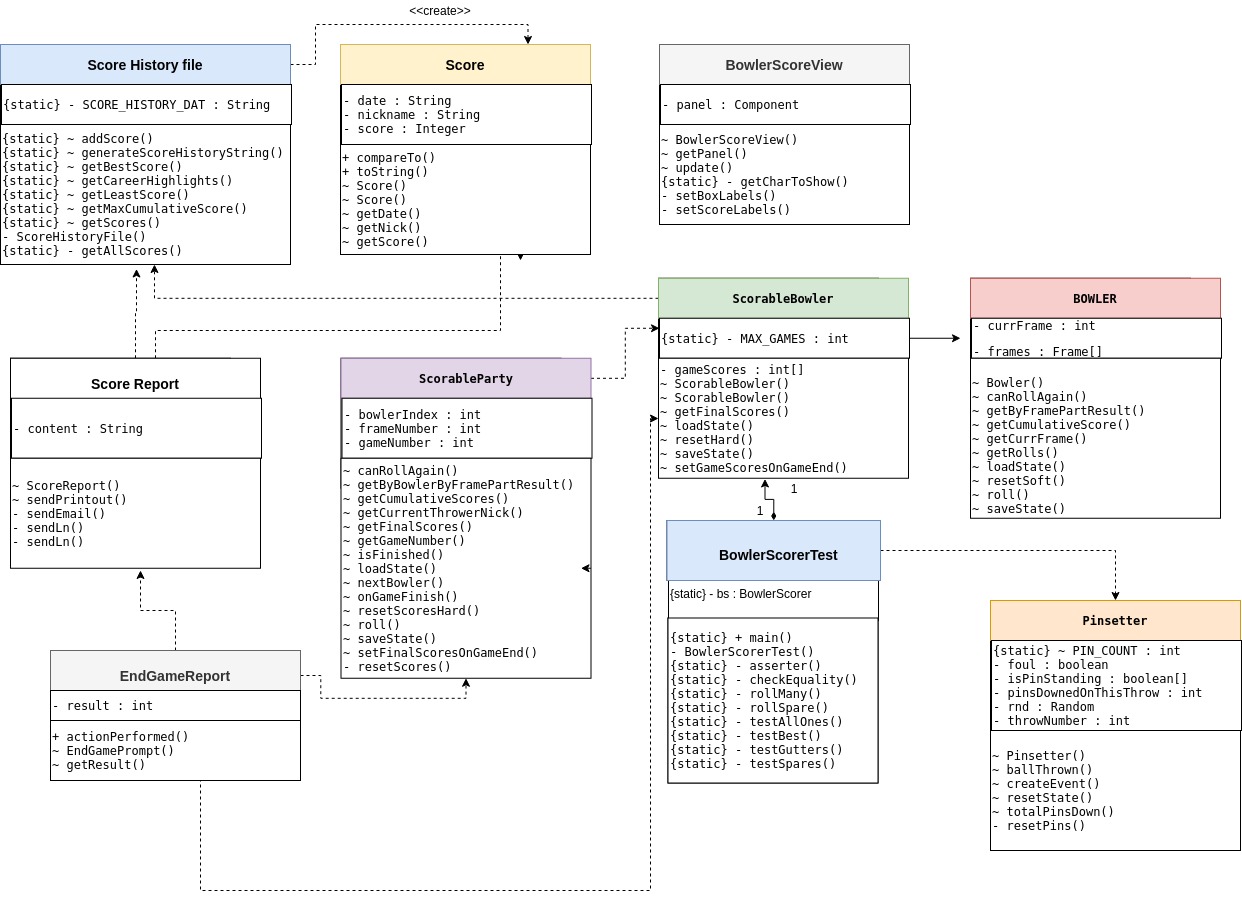 <<create>>
Score History file
{static} - SCORE_HISTORY_DAT : String
{static} ~ addScore()
{static} ~ generateScoreHistoryString()
{static} ~ getBestScore()
{static} ~ getCareerHighlights()
{static} ~ getLeastScore()
{static} ~ getMaxCumulativeScore()
{static} ~ getScores()
- ScoreHistoryFile()
{static} - getAllScores()
Score
- date : String
- nickname : String
- score : Integer
+ compareTo()
+ toString()
~ Score()
~ Score()
~ getDate()
~ getNick()
~ getScore()
BowlerScoreView
- panel : Component
~ BowlerScoreView()
~ getPanel()
~ update()
{static} - getCharToShow()
- setBoxLabels()
- setScoreLabels()
Score Report
- content : String
~ ScoreReport()
~ sendPrintout()
- sendEmail()
- sendLn()
- sendLn()
ScorableParty
- bowlerIndex : int
- frameNumber : int
- gameNumber : int
~ canRollAgain()
~ getByBowlerByFramePartResult()
~ getCumulativeScores()
~ getCurrentThrowerNick()
~ getFinalScores()
~ getGameNumber()
~ isFinished()
~ loadState()
~ nextBowler()
~ onGameFinish()
~ resetScoresHard()
~ roll()
~ saveState()
~ setFinalScoresOnGameEnd()
- resetScores()
ScorableBowler
{static} - MAX_GAMES : int
- gameScores : int[]
~ ScorableBowler()
~ ScorableBowler()
~ getFinalScores()
~ loadState()
~ resetHard()
~ saveState()
~ setGameScoresOnGameEnd()
BOWLER
- currFrame : int
- frames : Frame[]
~ Bowler()
~ canRollAgain()
~ getByFramePartResult()
~ getCumulativeScore()
~ getCurrFrame()
~ getRolls()
~ loadState()
~ resetSoft()
~ roll()
~ saveState()
1
1
BowlerScorerTest
{static} - bs : BowlerScorer
{static} + main()
- BowlerScorerTest()
{static} - asserter()
{static} - checkEquality()
{static} - rollMany()
{static} - rollSpare()
{static} - testAllOnes()
{static} - testBest()
{static} - testGutters()
{static} - testSpares()
Pinsetter
{static} ~ PIN_COUNT : int
- foul : boolean
- isPinStanding : boolean[]
- pinsDownedOnThisThrow : int
- rnd : Random
- throwNumber : int
~ Pinsetter()
~ ballThrown()
~ createEvent()
~ resetState()
~ totalPinsDown()
- resetPins()
EndGameReport
- result : int
+ actionPerformed()
~ EndGamePrompt()
~ getResult()